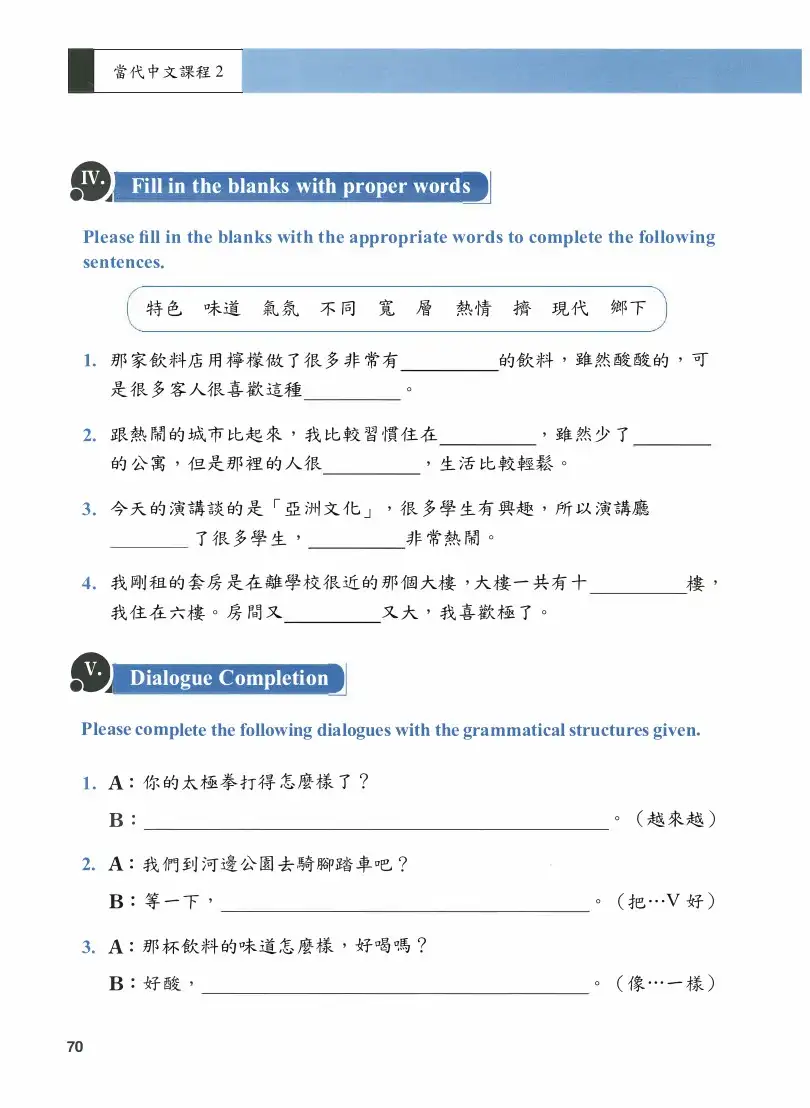 當代中文課程 2
IV. Fill in the blanks with proper words
Please fill in the blanks with the appropriate words to complete the following
sentences.
特色 味道 氣氛 不同 寬 層 熱情 擠 現代 鄉下
1. 那家飲料店用檸檬做了很多非常有__________的飲料，雖然酸酸的，可
是很多客人很喜歡這種__________。
2. 跟熱鬧的城市比起來，我比較習慣住在__________，雖然少了________
的公寓，但是那裡的人很__________，生活比較輕鬆。
3. 今天的演講談的是「亞洲文化」，很多學生有興趣，所以演講廳
________了很多學生，__________非常熱鬧。
4. 我剛租的套房是在離學校很近的那個大樓，大樓一共有十__________樓，
我住在六樓。房間又__________又大，我喜歡極了。
V. Dialogue Completion
Please complete the following dialogues with the grammatical structures given.
1. A：你的太極拳打得怎麼樣了？
B：________________________________________________。（越來越）
2. A：我們到河邊公園去騎腳踏車吧？
B：等一下，______________________________________。（把…V 好）
3. A：那杯飲料的味道怎麼樣，好喝嗎？
B：好酸，________________________________________。（像…一樣）
70